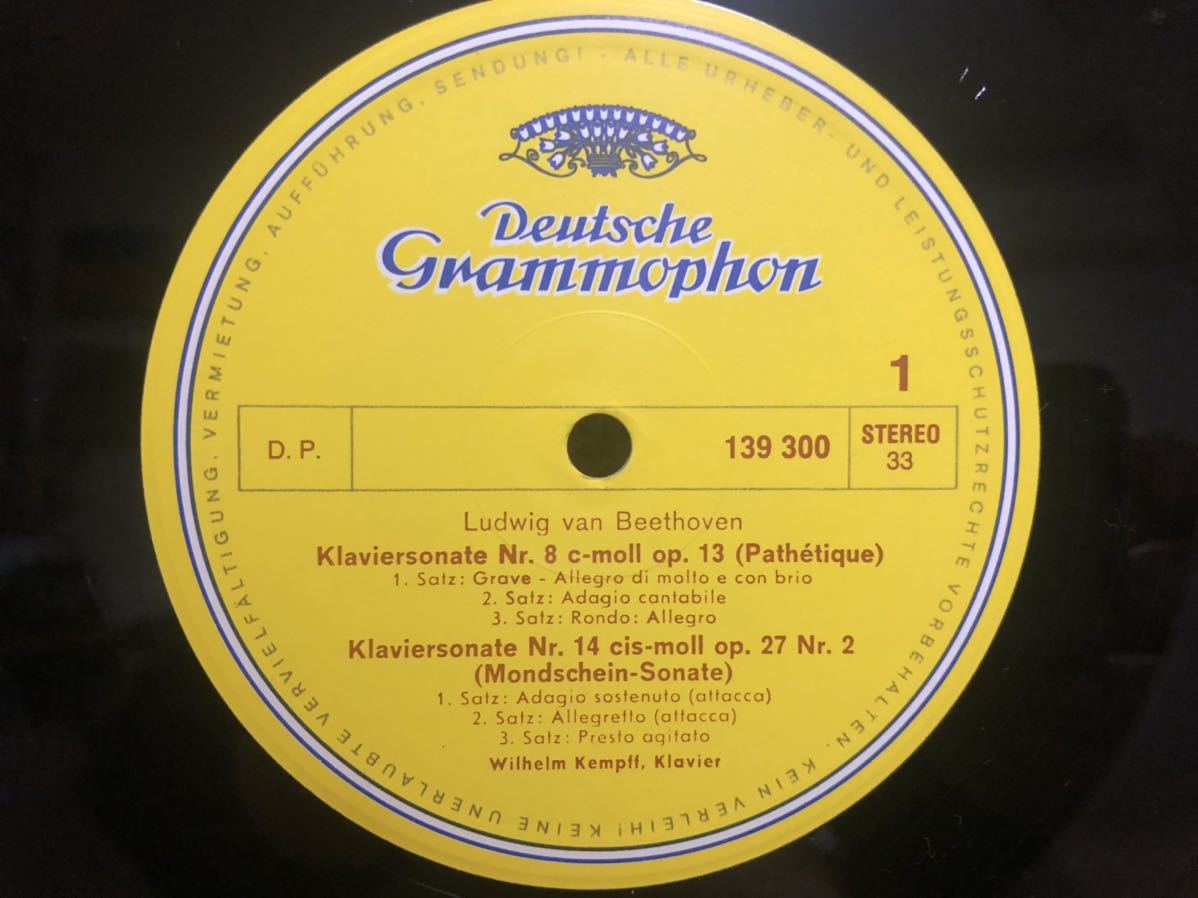 Deutsche
Grammophon
1
D. P.
139 300
STEREO
33
Ludwig van Beethoven
Klaviersonate Nr. 8 c-moll op. 13 (Pathétique)
1. Satz: Grave - Allegro di molto e con brio
2. Satz: Adagio cantabile
3. Satz: Rondo: Allegro
Klaviersonate Nr. 14 cis-moll op. 27 Nr. 2
(Mondschein-Sonate)
1. Satz: Adagio sostenuto (attacca)
2. Satz: Allegretto (attacca)
3. Satz: Presto agitato
Wilhelm Kempff, Klavier
ALLE URHEBER- UND LEISTUNGSSCHUTZRECHTE VORBEHALTEN. KEIN VERLEIH! KEINE UNERLAUBTE VERVIELFÄLTIGUNG, VERMIETUNG, AUFFÜHRUNG, SENDUNG! ·